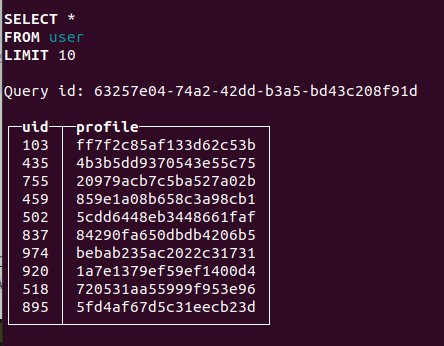 SELECT *
FROM user
LIMIT 10
Query id: 63257e04-74a2-42dd-b3a5-bd43c208f91d
uid profile
103 ff7f2c85af133d62c53b
435 4b3b5dd9370543e55c75
755 20979acb7c5ba527a02b
459 859e1a08b658c3a98cb1
502 5cdd6448eb3448661faf
837 84290fa650dbdb4206b5
974 bebab235ac2022c31731
920 1a7e1379ef59ef1400d4
518 720531aa55999f953e96
895 5fd4af67d5c31eecb23d